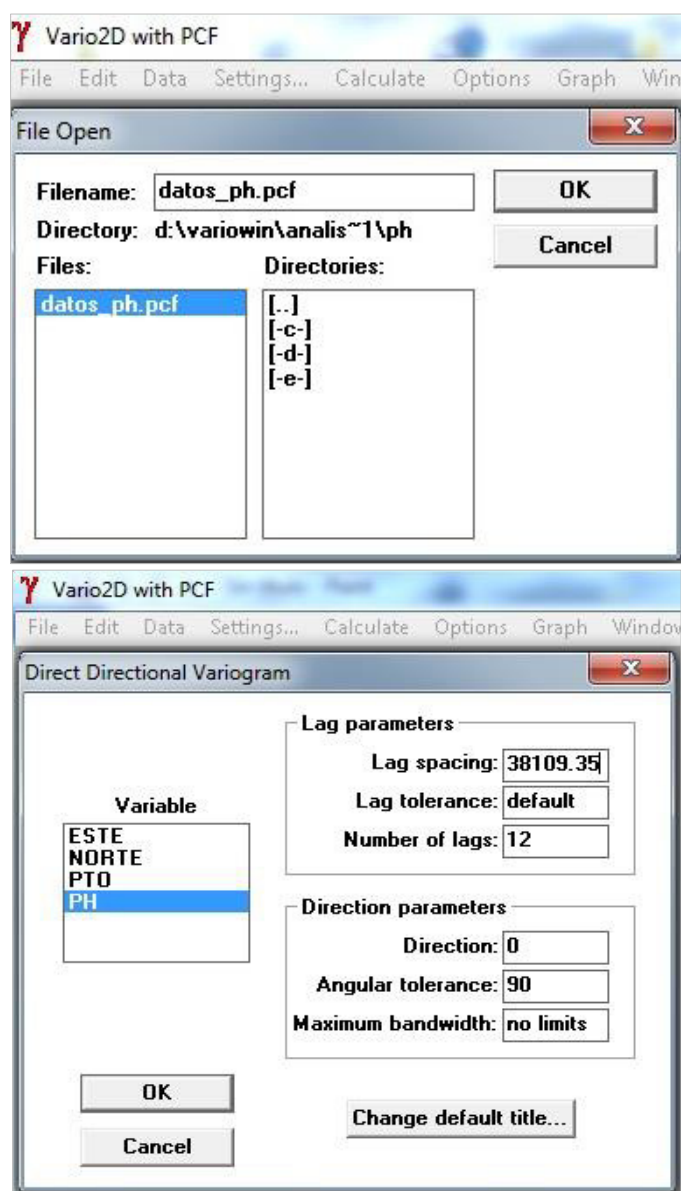 γ Vario2D with PCF
File Edit Data Settings... Calculate Options Graph Win
File Open
Filename: datos_ph.pcf OK
Directory: d:\variowin\analis~1\ph Cancel
Files: Directories:
datos_ph.pcf [..]
[-c-]
[-d-]
[-e-]
γ Vario2D with PCF
File Edit Data Settings... Calculate Options Graph Window
Direct Directional Variogram
Lag parameters
Lag spacing: 38109.35
Variable Lag tolerance: default
ESTE Number of lags: 12
NORTE
PTO
PH Direction parameters
Direction: 0
Angular tolerance: 90
Maximum bandwidth: no limits
OK Change default title...
Cancel